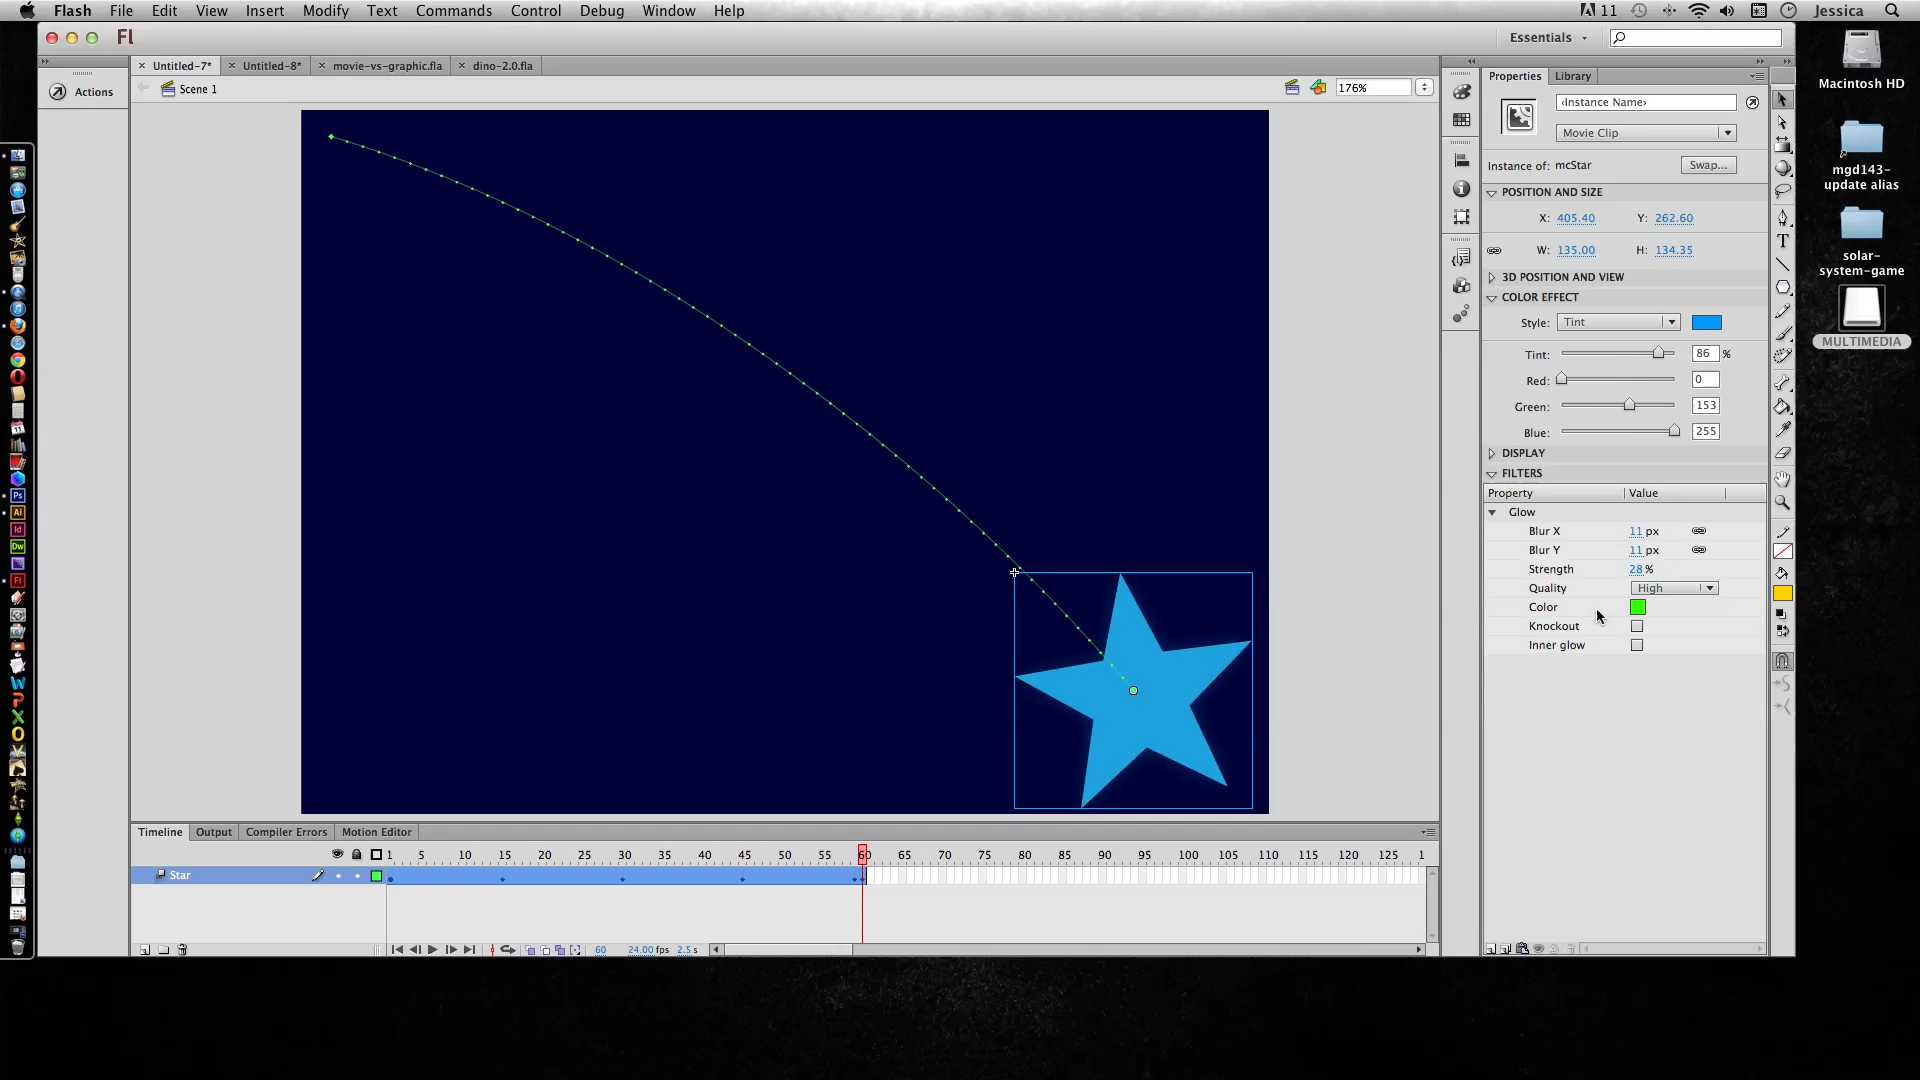 Flash File Edit View Insert Modify Text Commands Control Debug Window Help
11 Jessica
Fl
Essentials
Untitled-7* Untitled-8* movie-vs-graphic.fla dino-2.0.fla
Actions
Scene 1
176%
Properties Library
<Instance Name>
Movie Clip
Instance of: mcStar Swap...
POSITION AND SIZE
X: 405.40 Y: 262.60
W: 135.00 H: 134.35
3D POSITION AND VIEW
COLOR EFFECT
Style: Tint
Tint: 86 %
Red: 0
Green: 153
Blue: 255
DISPLAY
FILTERS
Property Value
Glow
Blur X 11 px
Blur Y 11 px
Strength 28 %
Quality High
Color
Knockout
Inner glow
Macintosh HD
mgd143-
update alias
solar-
system-game
MULTIMEDIA
Ps
Ai
Id
Dw
Fl
Timeline Output Compiler Errors Motion Editor
1 5 10 15 20 25 30 35 40 45 50 55 60 65 70 75 80 85 90 95 100 105 110 115 120 125 1
Star
60 24.00 fps 2.5 s